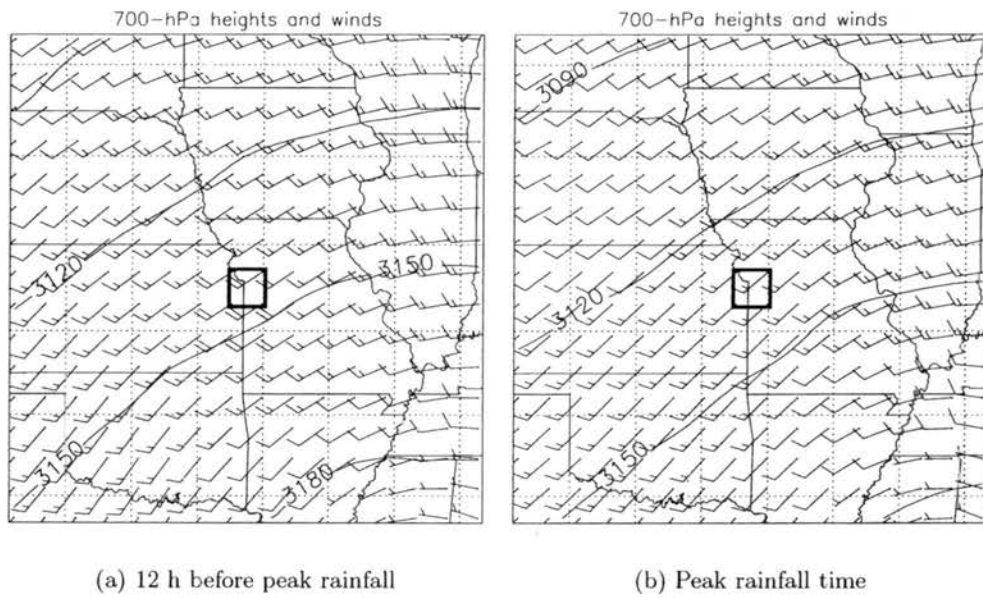 700-hPa heights and winds
3120
3150
3150
3180
700-hPa heights and winds
3090
3120
3150
(a) 12 h before peak rainfall
(b) Peak rainfall time